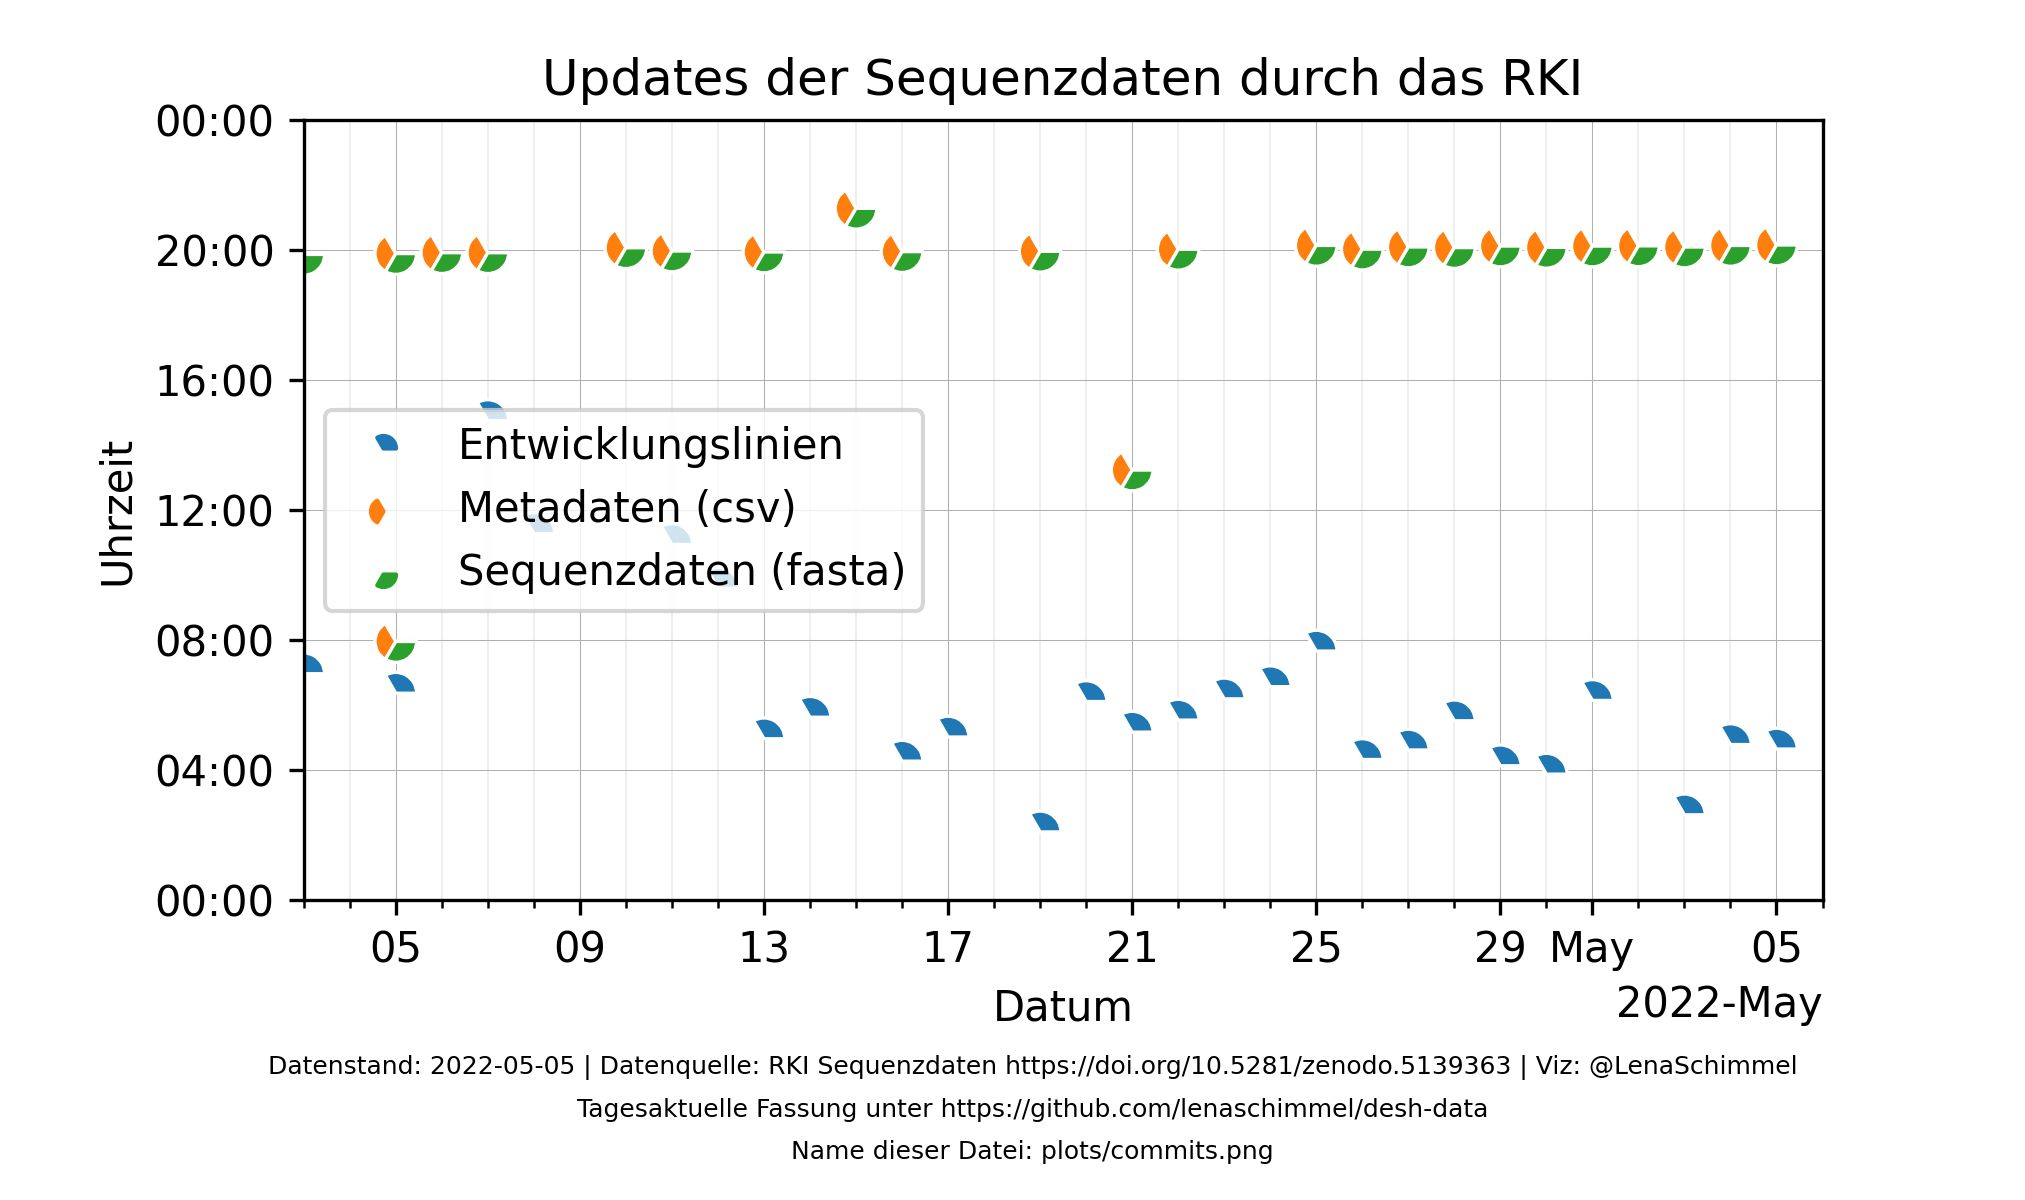 Updates der Sequenzdaten durch das RKI
00:00
20:00
16:00
12:00
08:00
04:00
00:00
Uhrzeit
Entwicklungslinien
Metadaten (csv)
Sequenzdaten (fasta)
05 09 13 17 21 25 29 May 05
Datum
2022-May
Datenstand: 2022-05-05 | Datenquelle: RKI Sequenzdaten https://doi.org/10.5281/zenodo.5139363 | Viz: @LenaSchimmel
Tagesaktuelle Fassung unter https://github.com/lenaschimmel/desh-data
Name dieser Datei: plots/commits.png